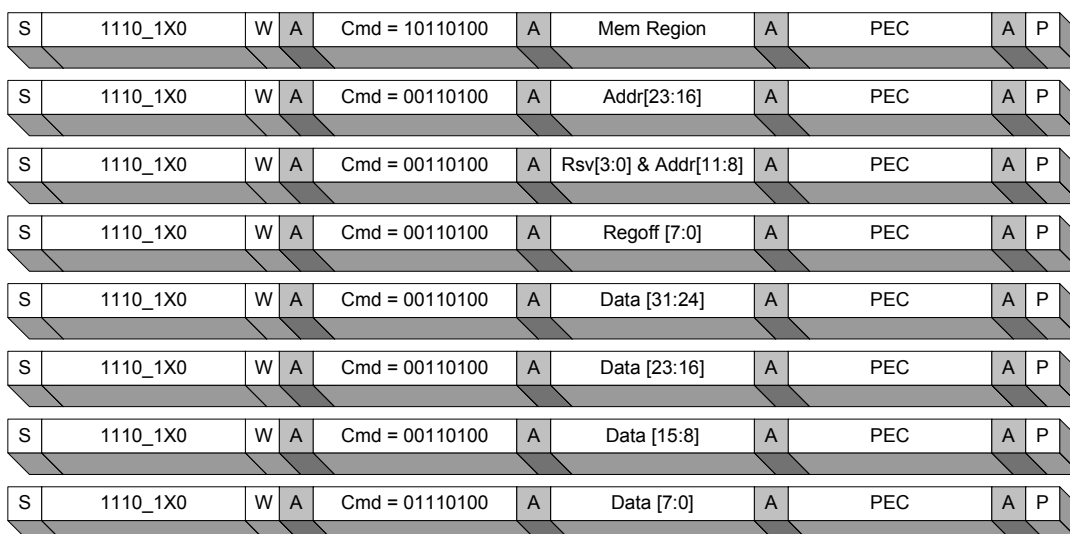 S 1110_1X0 W A Cmd = 10110100 A Mem Region A PEC A P
S 1110_1X0 W A Cmd = 00110100 A Addr[23:16] A PEC A P
S 1110_1X0 W A Cmd = 00110100 A Rsv[3:0] & Addr[11:8] A PEC A P
S 1110_1X0 W A Cmd = 00110100 A Regoff [7:0] A PEC A P
S 1110_1X0 W A Cmd = 00110100 A Data [31:24] A PEC A P
S 1110_1X0 W A Cmd = 00110100 A Data [23:16] A PEC A P
S 1110_1X0 W A Cmd = 00110100 A Data [15:8] A PEC A P
S 1110_1X0 W A Cmd = 01110100 A Data [7:0] A PEC A P